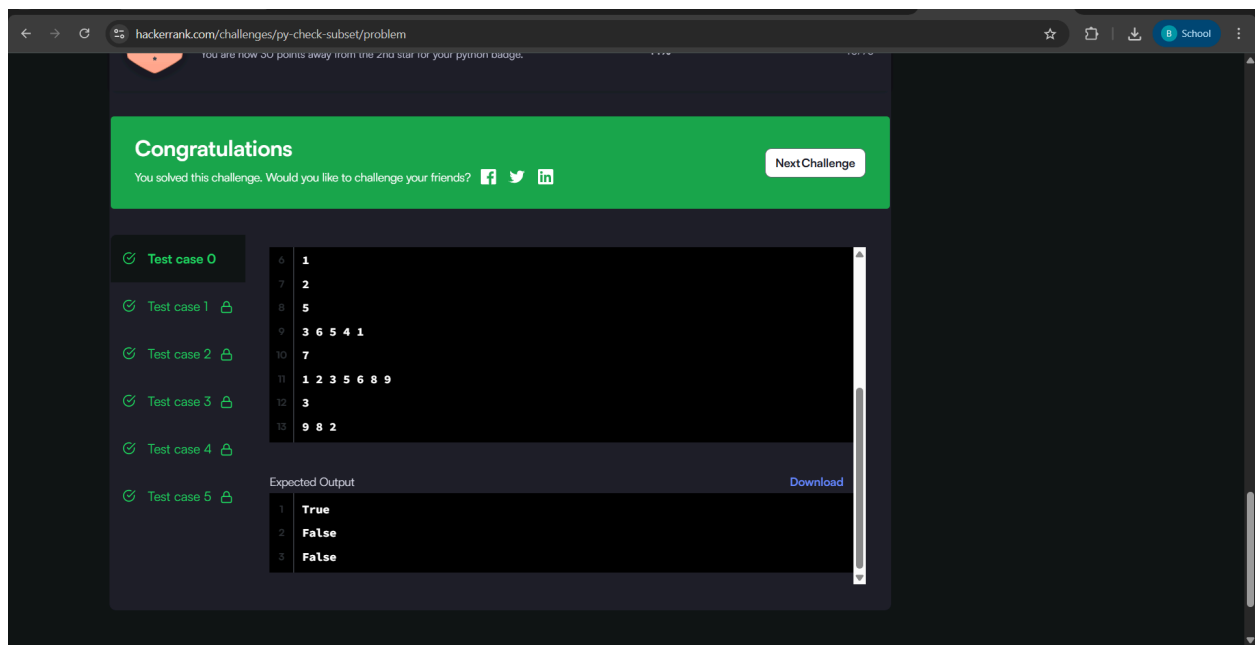 hackerrank.com/challenges/py-check-subset/problem
B School
You are now 30 points away from the 2nd star for your python badge.
Congratulations
You solved this challenge. Would you like to challenge your friends?
Next Challenge
Test case 0
Test case 1
Test case 2
Test case 3
Test case 4
Test case 5
6 1
7 2
8 5
9 3 6 5 4 1
10 7
11 1 2 3 5 6 8 9
12 3
13 9 8 2
Expected Output
Download
1 True
2 False
3 False